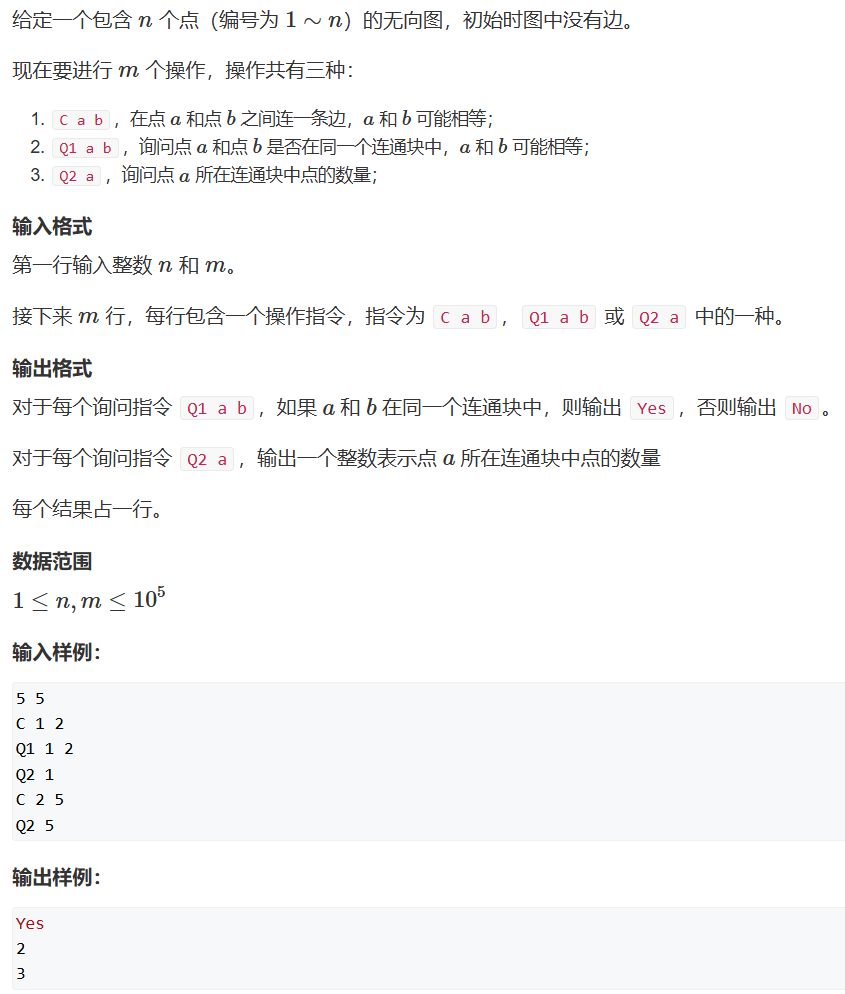 给定一个包含 n 个点（编号为 1 ∼ n）的无向图，初始时图中没有边。
现在要进行 m 个操作，操作共有三种：
1. C a b ，在点 a 和点 b 之间连一条边，a 和 b 可能相等；
2. Q1 a b ，询问点 a 和点 b 是否在同一个连通块中，a 和 b 可能相等；
3. Q2 a ，询问点 a 所在连通块中点的数量；
输入格式
第一行输入整数 n 和 m。
接下来 m 行，每行包含一个操作指令，指令为 C a b ， Q1 a b 或 Q2 a 中的一种。
输出格式
对于每个询问指令 Q1 a b ，如果 a 和 b 在同一个连通块中，则输出 Yes ，否则输出 No 。
对于每个询问指令 Q2 a ，输出一个整数表示点 a 所在连通块中点的数量
每个结果占一行。
数据范围
1 ≤ n, m ≤ 10⁵
输入样例：
5 5
C 1 2
Q1 1 2
Q2 1
C 2 5
Q2 5
输出样例：
Yes
2
3